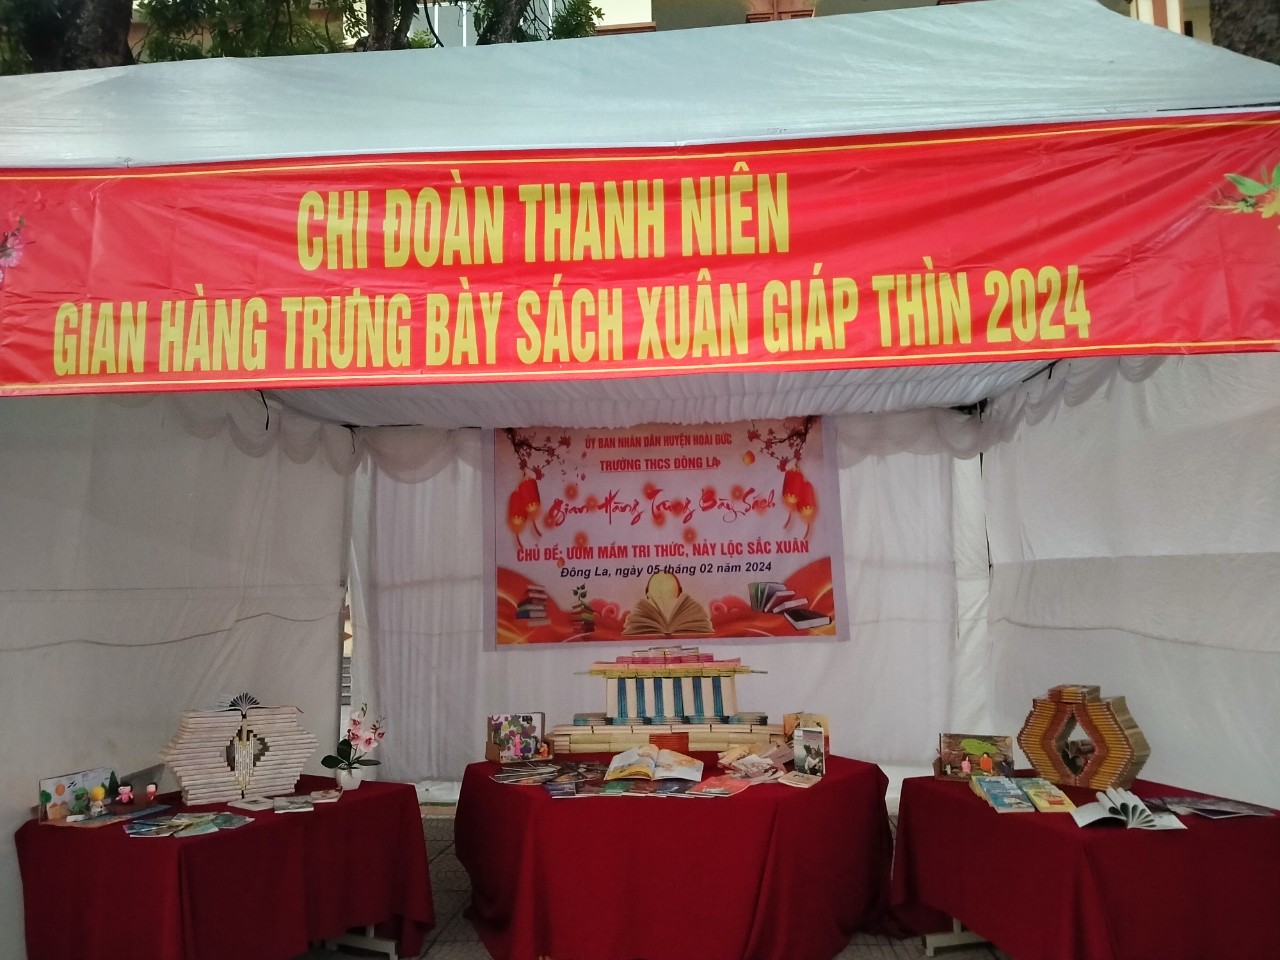 CHI ĐOÀN THANH NIÊN
GIAN HÀNG TRƯNG BÀY SÁCH XUÂN GIÁP THÌN 2024
ỦY BAN NHÂN DÂN HUYỆN HOÀI ĐỨC
TRƯỜNG THCS ĐÔNG LA
Gian Hàng Trưng Bày Sách
CHỦ ĐỀ: ƯƠM MẦM TRI THỨC, NẢY LỘC SẮC XUÂN
Đông La, ngày 05 tháng 02 năm 2024